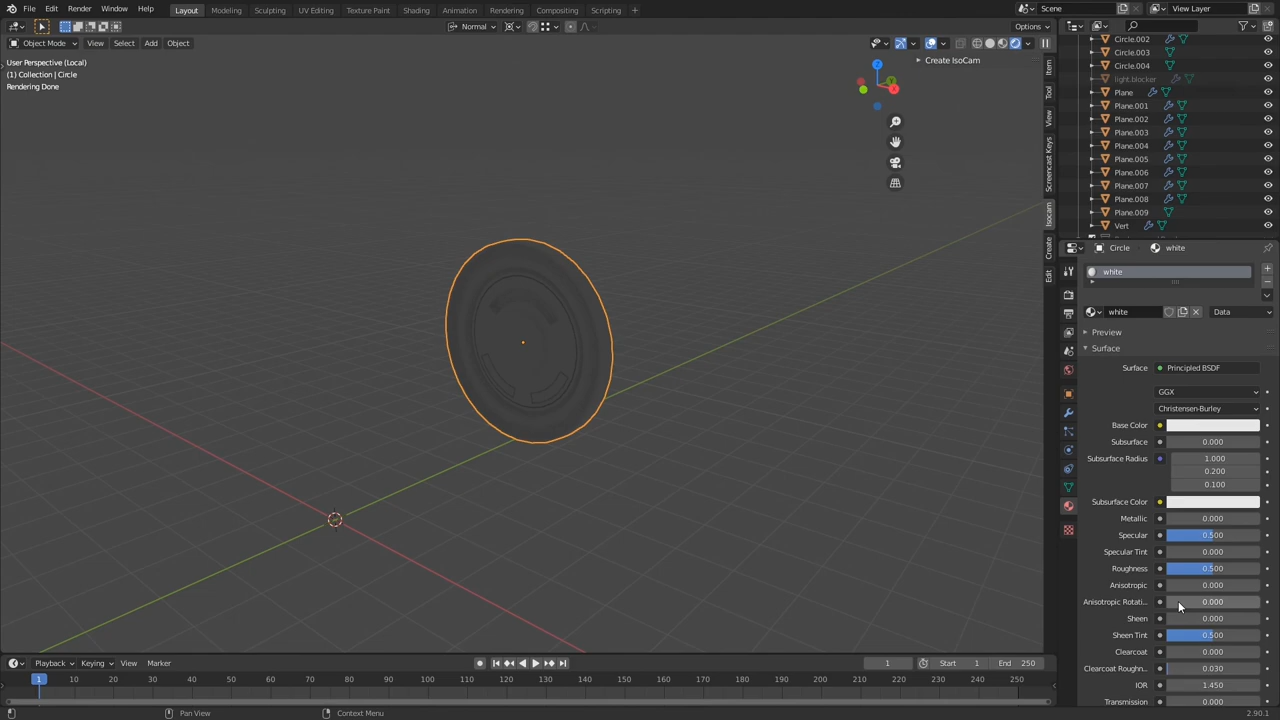 File Edit Render Window Help Layout Modeling Sculpting UV Editing Texture Paint Shading Animation Rendering Compositing Scripting + Scene View Layer
Normal Options
Object Mode View Select Add Object
User Perspective (Local)
(1) Collection | Circle
Rendering Done
Create IsoCam
Z
Y
X
Item
Tool
View
Screencast Keys
Isocam
Create
Edit
Circle.002
Circle.003
Circle.004
light.blocker
Plane
Plane.001
Plane.002
Plane.003
Plane.004
Plane.005
Plane.006
Plane.007
Plane.008
Plane.009
Vert
Circle white
white
white Data
Preview
Surface
Surface Principled BSDF
GGX
Christensen-Burley
Base Color
Subsurface 0.000
Subsurface Radius 1.000
0.200
0.100
Subsurface Color
Metallic 0.000
Specular 0.500
Specular Tint 0.000
Roughness 0.500
Anisotropic 0.000
Anisotropic Rotati... 0.000
Sheen 0.000
Sheen Tint 0.500
Clearcoat 0.000
Clearcoat Roughn... 0.030
IOR 1.450
Transmission 0.000
Playback Keying View Marker 1 Start 1 End 250
1 10 20 30 40 50 60 70 80 90 100 110 120 130 140 150 160 170 180 190 200 210 220 230 240 250
Pan View Context Menu 2.90.1